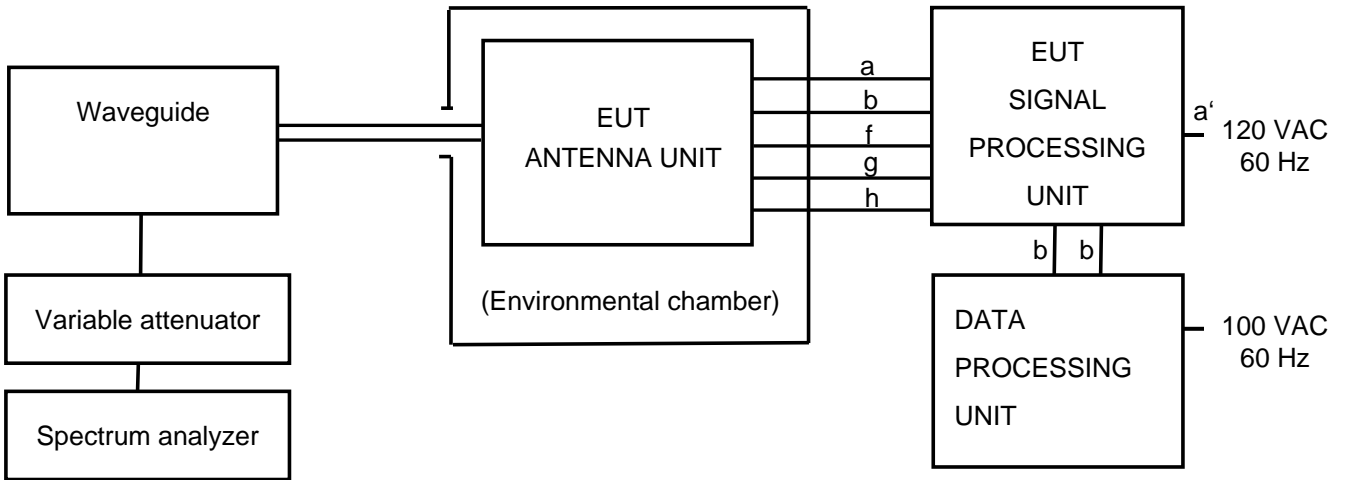 Waveguide
Variable attenuator
Spectrum analyzer
EUT
ANTENNA UNIT
(Environmental chamber)
a
b
f
g
h
EUT
SIGNAL
PROCESSING
UNIT
a‘
120 VAC
60 Hz
b b
DATA
PROCESSING
UNIT
100 VAC
60 Hz